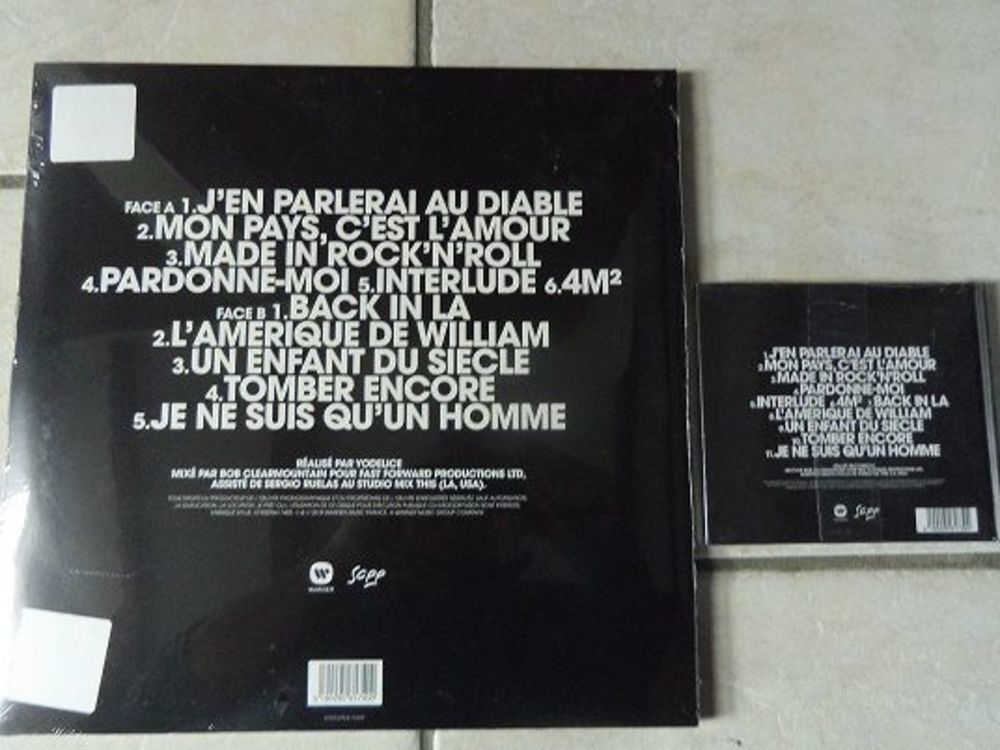 FACE A 1.J'EN PARLERAI AU DIABLE
2.MON PAYS, C'EST L'AMOUR
3.MADE IN ROCK'N'ROLL
4.PARDONNE-MOI 5.INTERLUDE 6.4M²
FACE B 1.BACK IN LA
2.L'AMERIQUE DE WILLIAM
3.UN ENFANT DU SIECLE
4.TOMBER ENCORE
5.JE NE SUIS QU'UN HOMME
RÉALISÉ PAR YODELICE
MIXÉ PAR BOB CLEARMOUNTAIN POUR FAST FORWARD PRODUCTIONS LTD,
ASSISTÉ DE SERGIO RUELAS AU STUDIO MIX THIS (LA, USA).
WARNER
1.J'EN PARLERAI AU DIABLE
2.MON PAYS, C'EST L'AMOUR
3.MADE IN ROCK'N'ROLL
4.PARDONNE-MOI
5.INTERLUDE 6.4M² 7.BACK IN LA
8.L'AMERIQUE DE WILLIAM
9.UN ENFANT DU SIECLE
10.TOMBER ENCORE
11.JE NE SUIS QU'UN HOMME